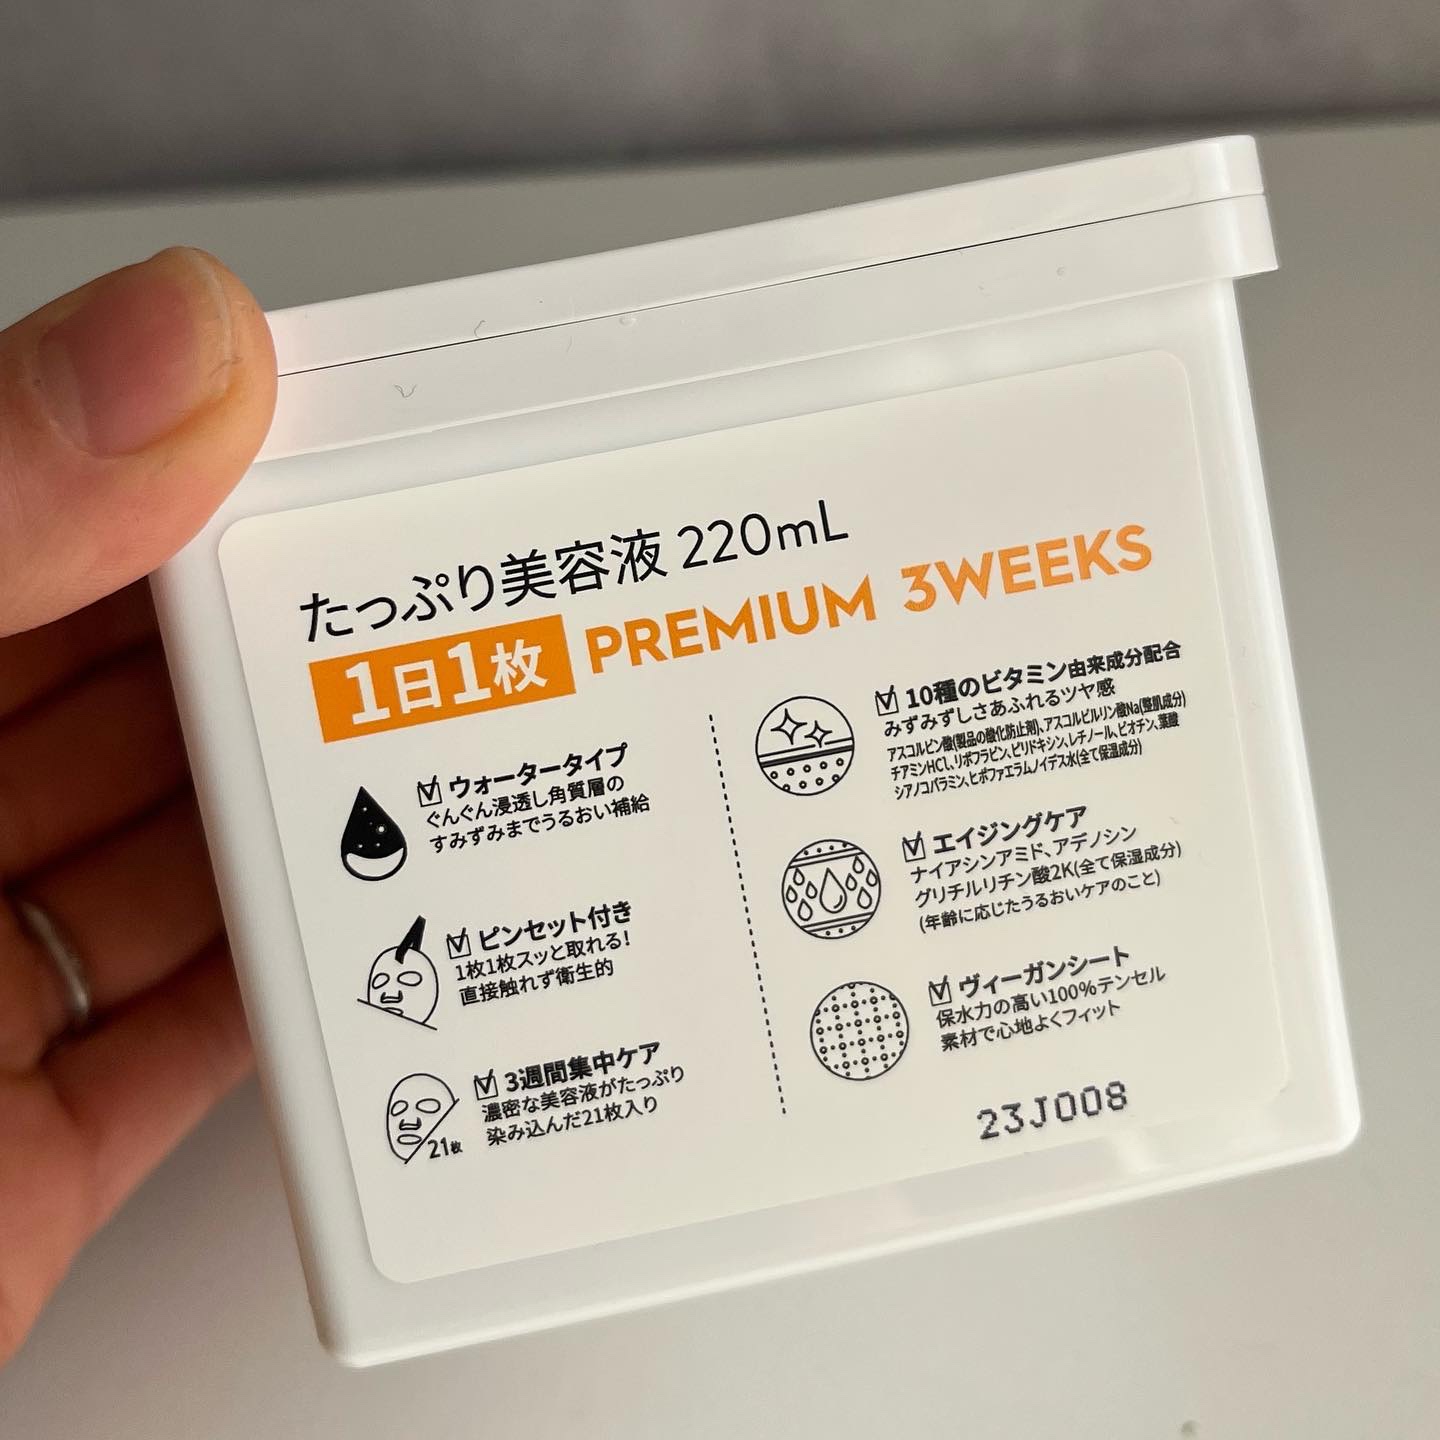 たっぷり美容液 220mL
1日1枚 PREMIUM 3WEEKS
ウォータータイプ
ぐんぐん浸透し角質層の
すみずみまでうるおい補給
ピンセット付き
1枚1枚スッと取れる!
直接触れず衛生的
21枚
3週間集中ケア
濃密な美容液がたっぷり
染み込んだ21枚入り
10種のビタミン由来成分配合
みずみずしさあふれるツヤ感
アスコルビン酸(製品の酸化防止剤)、アスコルビルリン酸Na(整肌成分)
チアミンHCl、リボフラビン、ピリドキシン、レチノール、ビオチン、葉酸
シアノコバラミン、ヒポファエラムノイデス水(全て保湿成分)
エイジングケア
ナイアシンアミド、アデノシン
グリチルリチン酸2K(全て保湿成分)
(年齢に応じたうるおいケアのこと)
ヴィーガンシート
保水力の高い100%テンセル
素材で心地よくフィット
23J008